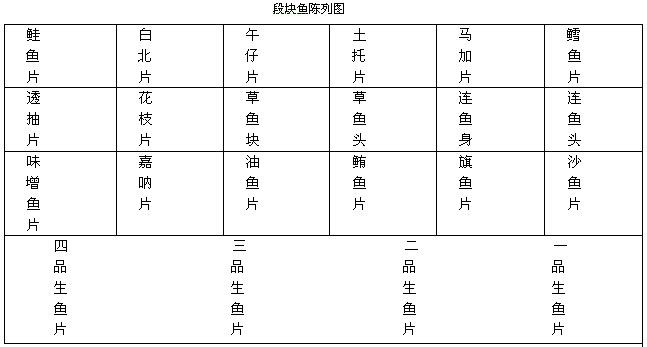 段块鱼陈列图
鲑鱼片
白北片
午仔片
土托片
马加片
鳕鱼片
透抽片
花枝片
草鱼块
草鱼头
连鱼身
连鱼头
味增鱼片
嘉呐片
油鱼片
鲔鱼片
旗鱼片
沙鱼片
四品生鱼片
三品生鱼片
二品生鱼片
一品生鱼片